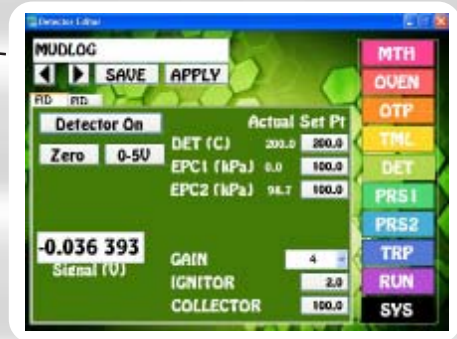 Detector Editor
MUDLOG
SAVE APPLY
FID FID
Detector On
Zero 0-5V
Actual Set Pt
DET (C) 200.0 200.0
EPC1 (kPa) 0.0 100.0
EPC2 (kPa) 98.7 100.0
-0.036 393
Signal (V)
GAIN 4
IGNITOR 2.0
COLLECTOR 100.0
MTH
OVEN
OTP
TML
DET
PRS1
PRS2
TRP
RUN
SYS